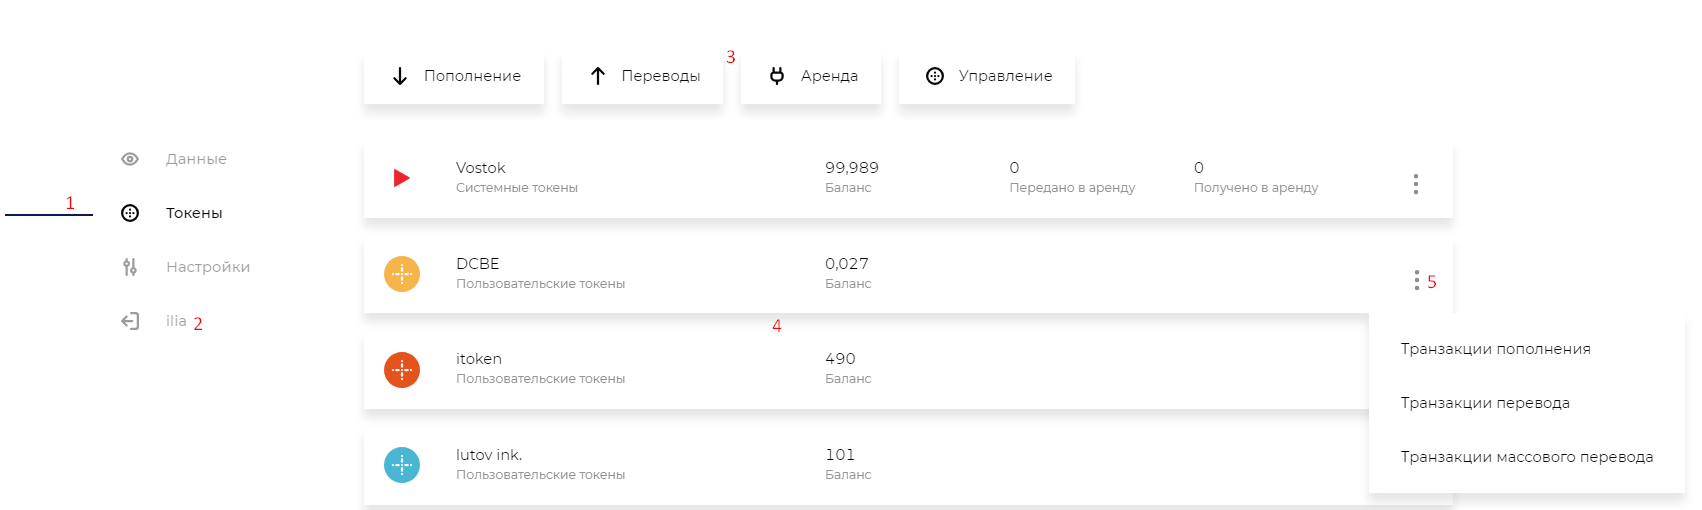 Пополнение
Переводы
3
Аренда
Управление
Данные
1
Токены
Настройки
ilia 2
Vostok
Системные токены
99,989
Баланс
0
Передано в аренду
0
Получено в аренду
DCBE
Пользовательские токены
0,027
Баланс
5
4
itoken
Пользовательские токены
490
Баланс
lutov ink.
Пользовательские токены
101
Баланс
Транзакции пополнения
Транзакции перевода
Транзакции массового перевода